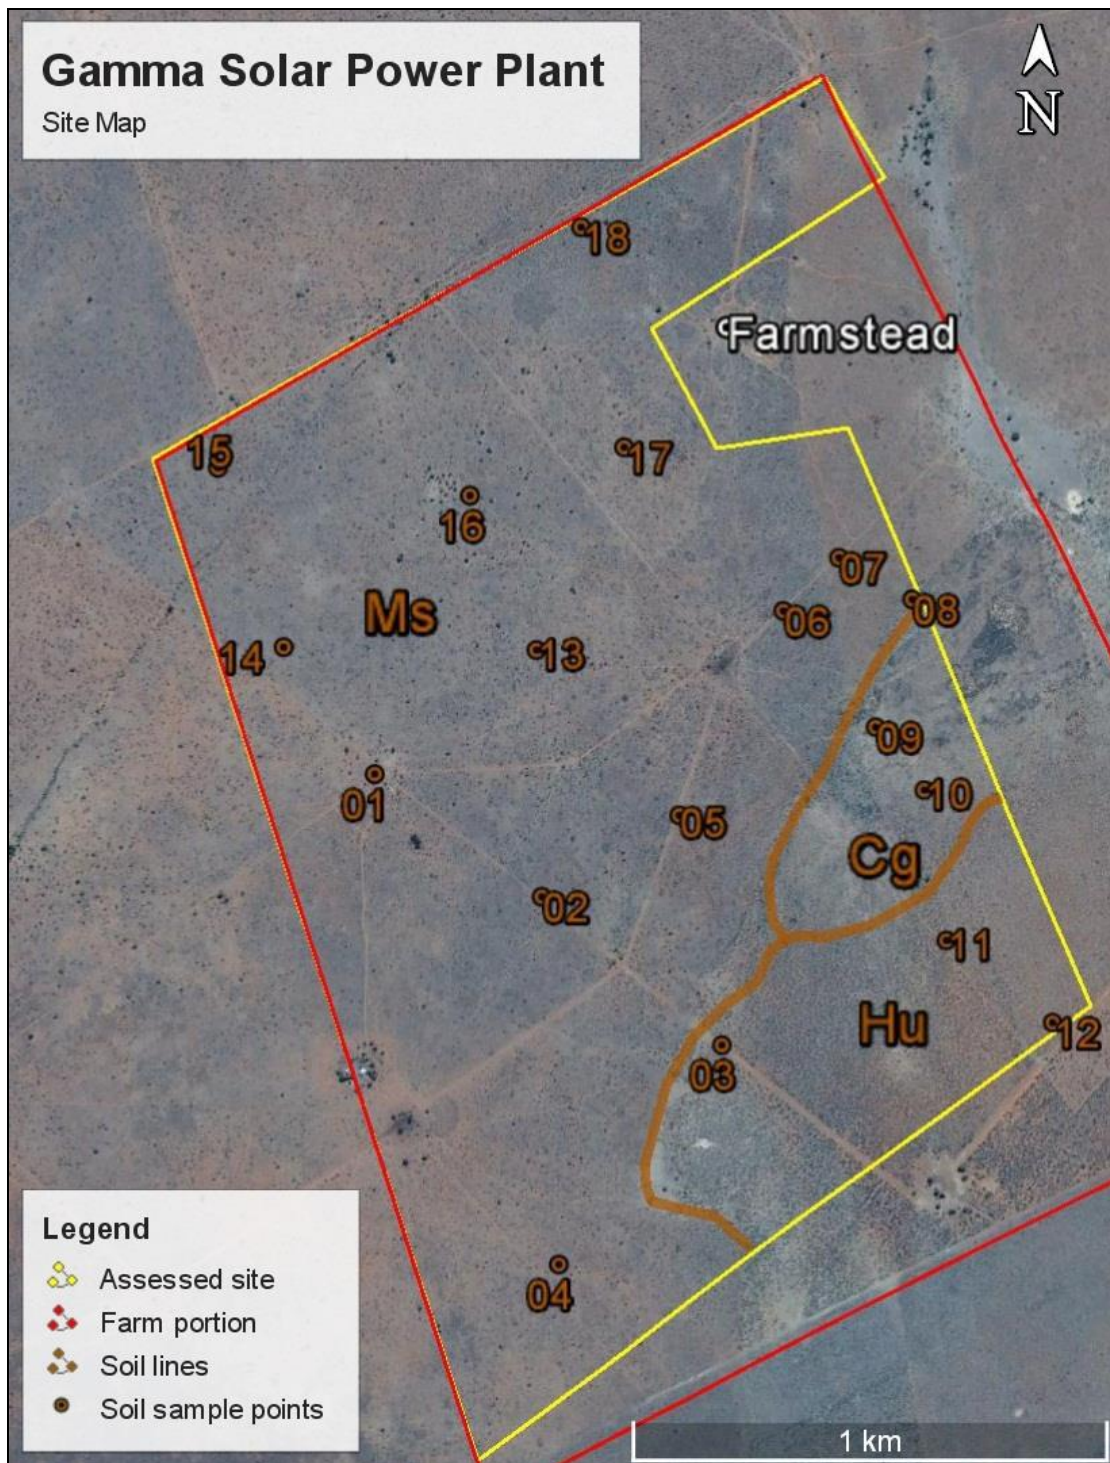 Gamma Solar Power Plant
Site Map
N
18
Farmstead
15
17
16
07
Ms
08
06
14
13
09
10
01
05
Cg
02
11
Hu
12
03
04
Legend
Assessed site
Farm portion
Soil lines
Soil sample points
1 km